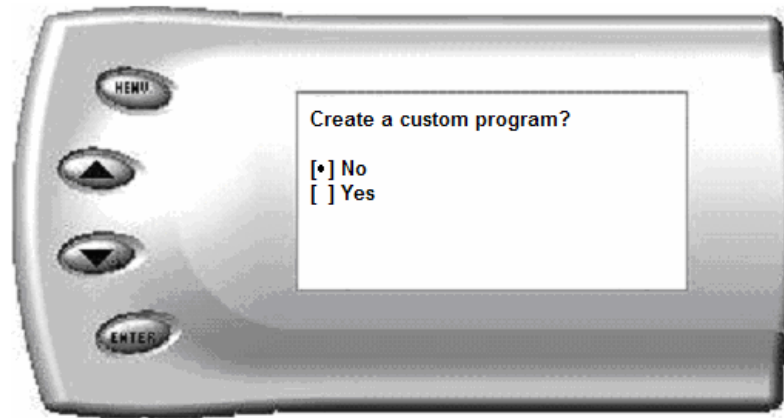 MENU
Create a custom program?
[•] No
[ ] Yes
ENTER